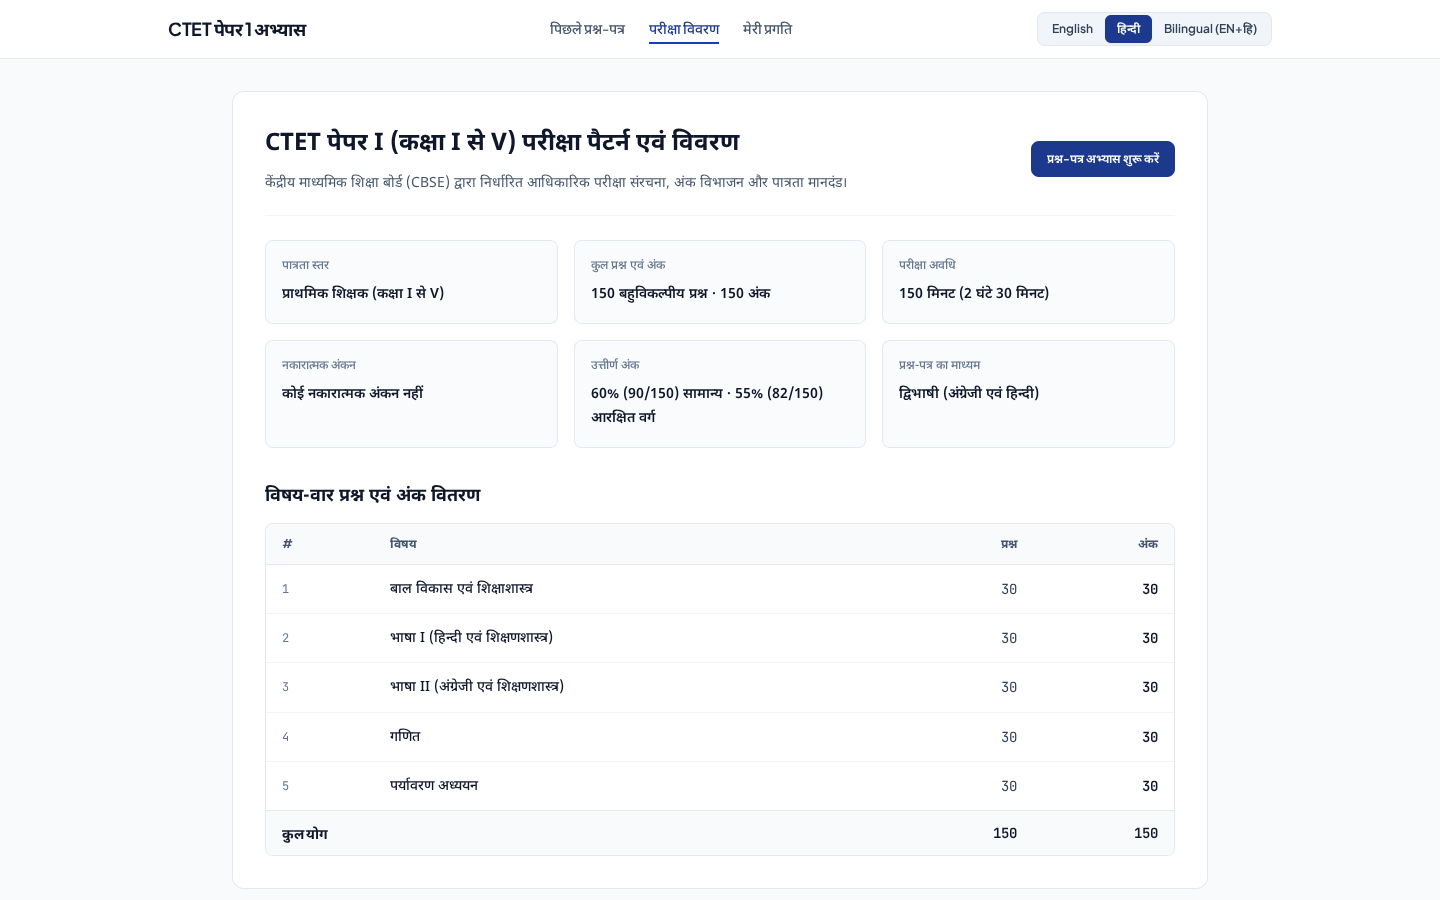 CTET पेपर 1 अभ्यास
पिछले प्रश्न-पत्र
परीक्षा विवरण
मेरी प्रगति
English
हिन्दी
Bilingual (EN+हि)
CTET पेपर I (कक्षा I से V) परीक्षा पैटर्न एवं विवरण
केंद्रीय माध्यमिक शिक्षा बोर्ड (CBSE) द्वारा निर्धारित आधिकारिक परीक्षा संरचना, अंक विभाजन और पात्रता मानदंड।
प्रश्न-पत्र अभ्यास शुरू करें
पात्रता स्तर
प्राथमिक शिक्षक (कक्षा I से V)
कुल प्रश्न एवं अंक
150 बहुविकल्पीय प्रश्न · 150 अंक
परीक्षा अवधि
150 मिनट (2 घंटे 30 मिनट)
नकारात्मक अंकन
कोई नकारात्मक अंकन नहीं
उत्तीर्ण अंक
60% (90/150) सामान्य · 55% (82/150)
आरक्षित वर्ग
प्रश्न-पत्र का माध्यम
द्विभाषी (अंग्रेजी एवं हिन्दी)
विषय-वार प्रश्न एवं अंक वितरण
# विषय प्रश्न अंक
1 बाल विकास एवं शिक्षाशास्त्र 30 30
2 भाषा I (हिन्दी एवं शिक्षणशास्त्र) 30 30
3 भाषा II (अंग्रेजी एवं शिक्षणशास्त्र) 30 30
4 गणित 30 30
5 पर्यावरण अध्ययन 30 30
कुल योग 150 150